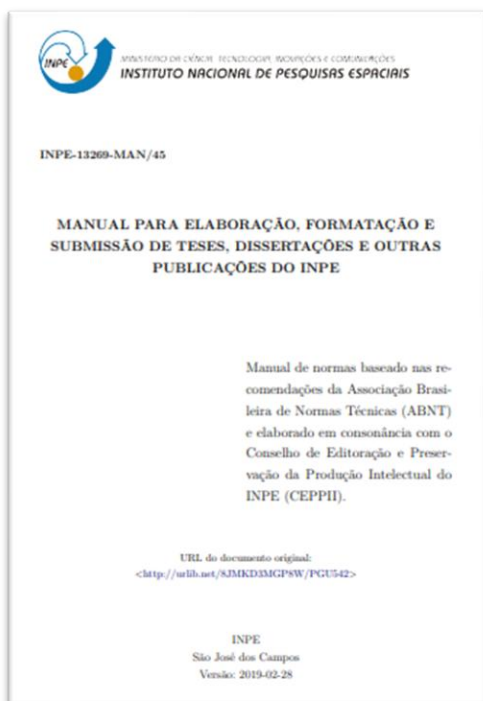 INPE
MINISTÉRIO DA CIÊNCIA, TECNOLOGIA, INOVAÇÕES E COMUNICAÇÕES
INSTITUTO NACIONAL DE PESQUISAS ESPACIAIS
INPE-13269-MAN/45
MANUAL PARA ELABORAÇÃO, FORMATAÇÃO E
SUBMISSÃO DE TESES, DISSERTAÇÕES E OUTRAS
PUBLICAÇÕES DO INPE
Manual de normas baseado nas re-
comendações da Associação Brasi-
leira de Normas Técnicas (ABNT)
e elaborado em consonância com o
Conselho de Editoração e Preser-
vação da Produção Intelectual do
INPE (CEPPII).
URL do documento original:
<http://urlib.net/8JMKD3MGP8W/PGU542>
INPE
São José dos Campos
Versão: 2019-02-28